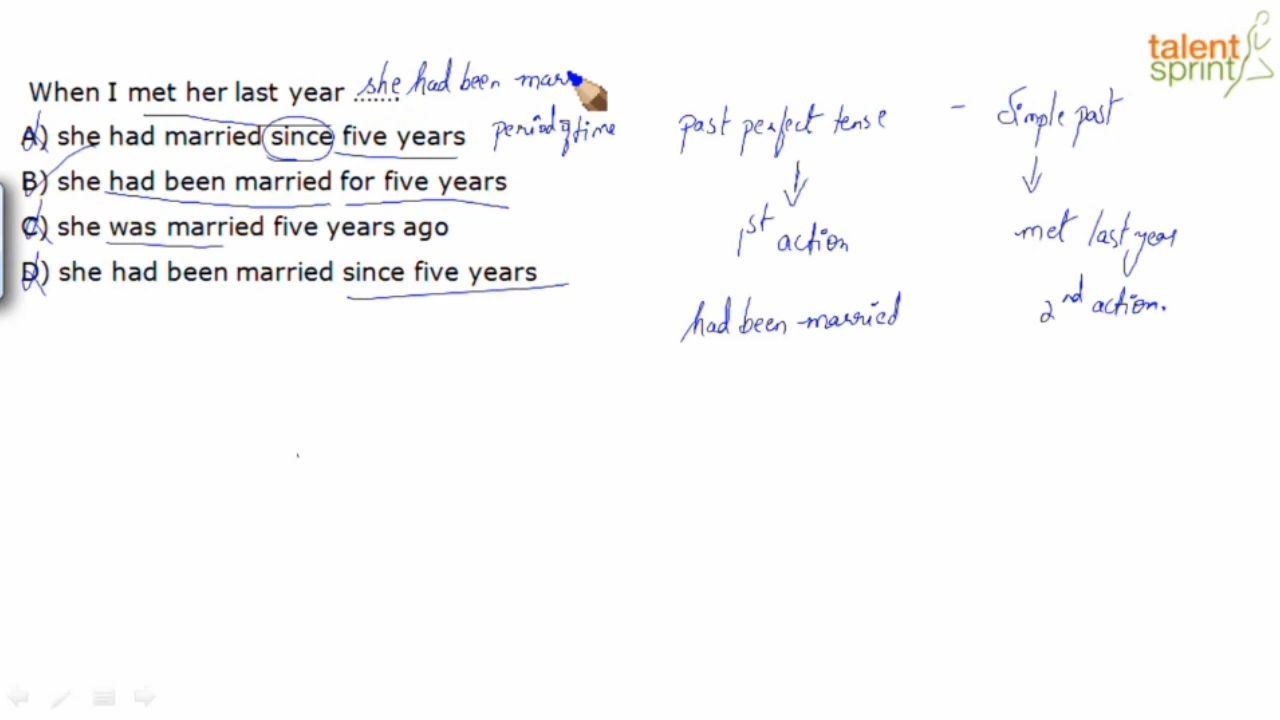 talent
sprint
When I met her last year ....... she had been marr
A) she had married since five years period of time
B) she had been married for five years
C) she was married five years ago
D) she had been married since five years
past perfect tense - Simple past
1st action met last year
had been married 2nd action.